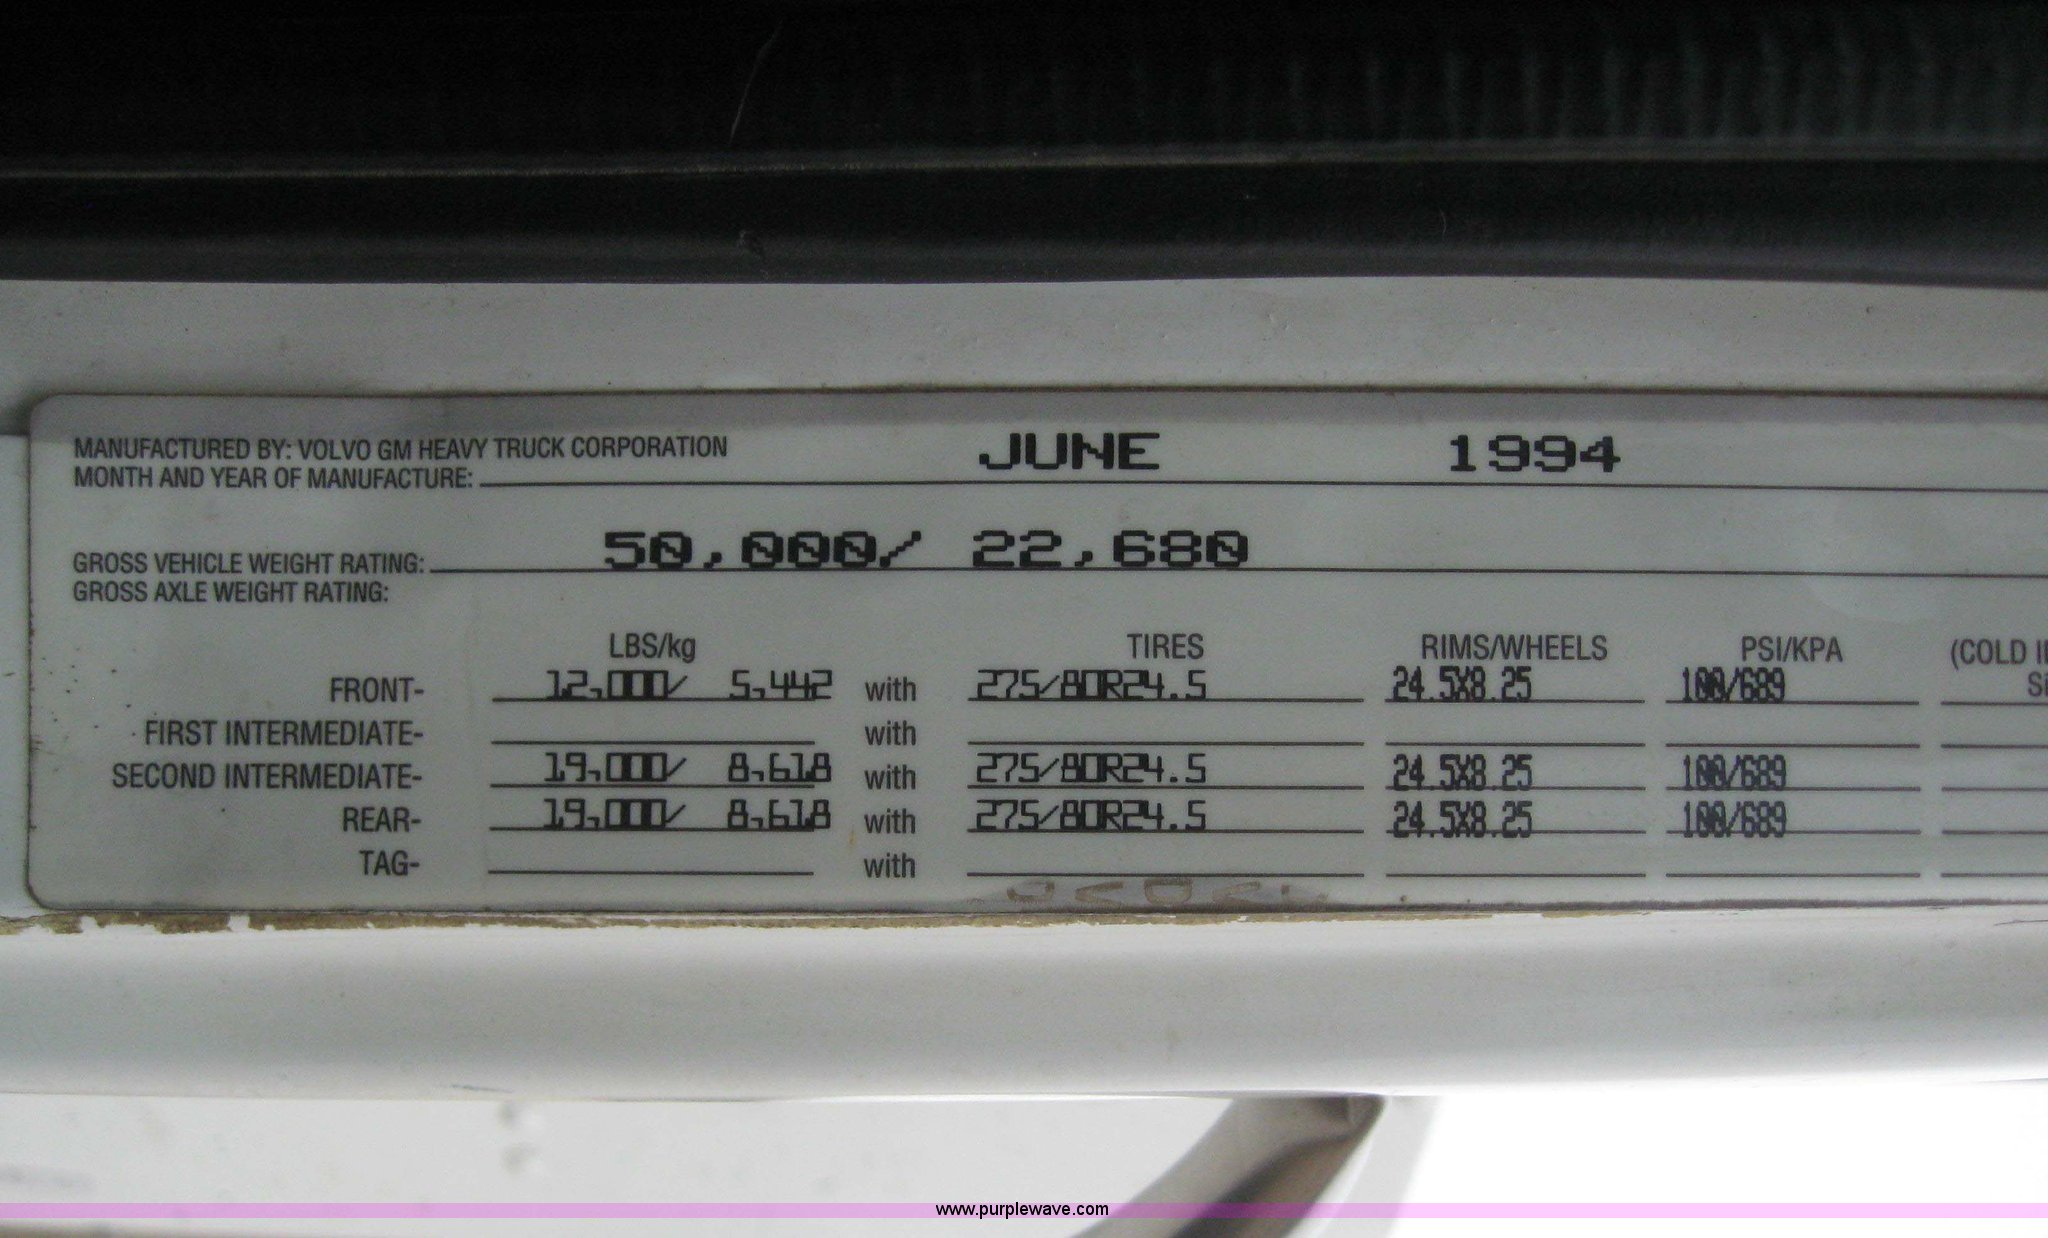 MANUFACTURED BY: VOLVO GM HEAVY TRUCK CORPORATION
MONTH AND YEAR OF MANUFACTURE: JUNE 1994
GROSS VEHICLE WEIGHT RATING: 50,000/ 22,680
GROSS AXLE WEIGHT RATING:
LBS/kg TIRES RIMS/WHEELS PSI/KPA (COLD
FRONT- 12,000/ 5,442 with 275/80R24.5 24.5X8.25 100/689
FIRST INTERMEDIATE- with
SECOND INTERMEDIATE- 19,000/ 8,618 with 275/80R24.5 24.5X8.25 100/689
REAR- 19,000/ 8,618 with 275/80R24.5 24.5X8.25 100/689
TAG- with
www.purplewave.com